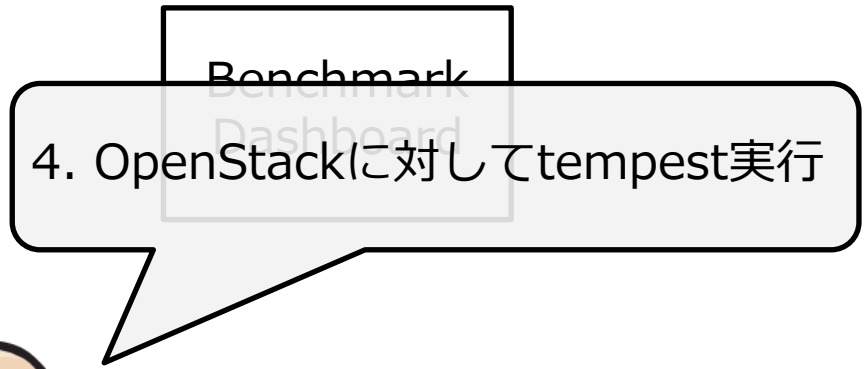 Benchmark
Dashboard
4. OpenStackに対してtempest実行